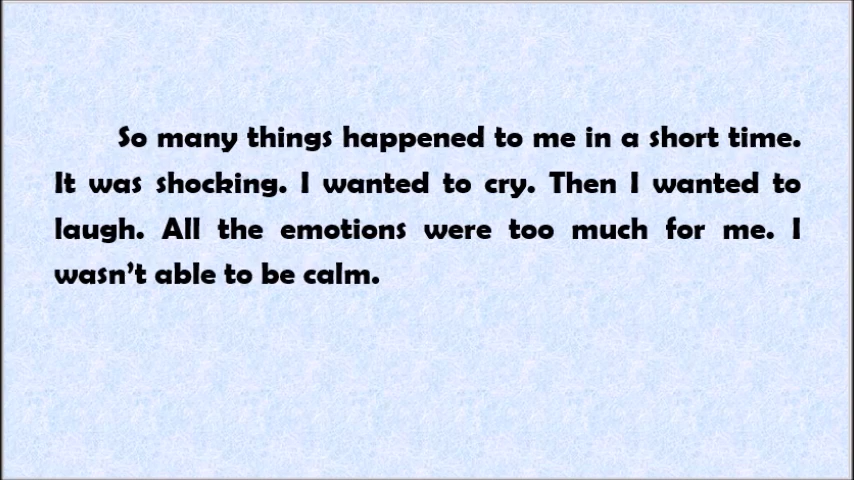 So many things happened to me in a short time.
It was shocking. I wanted to cry. Then I wanted to
laugh. All the emotions were too much for me. I
wasn’t able to be calm.